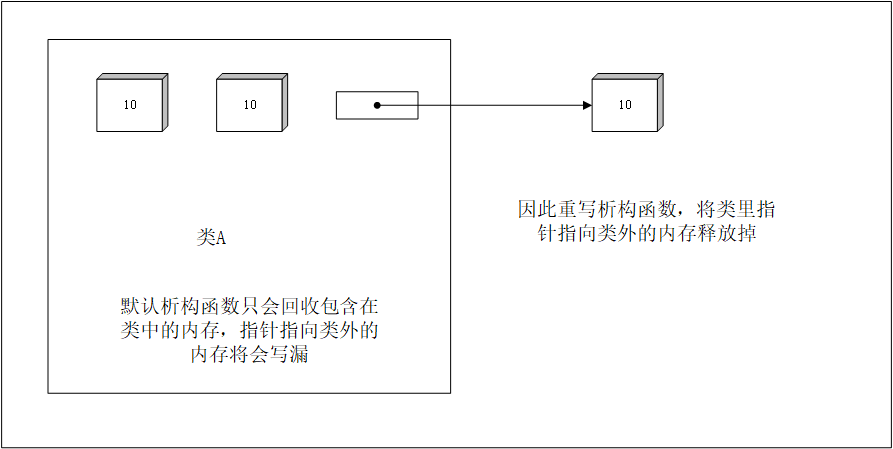 10
10
10
因此重写析构函数，将类里指
针指向类外的内存释放掉
类A
默认析构函数只会回收包含在
类中的内存，指针指向类外的
内存将会写漏